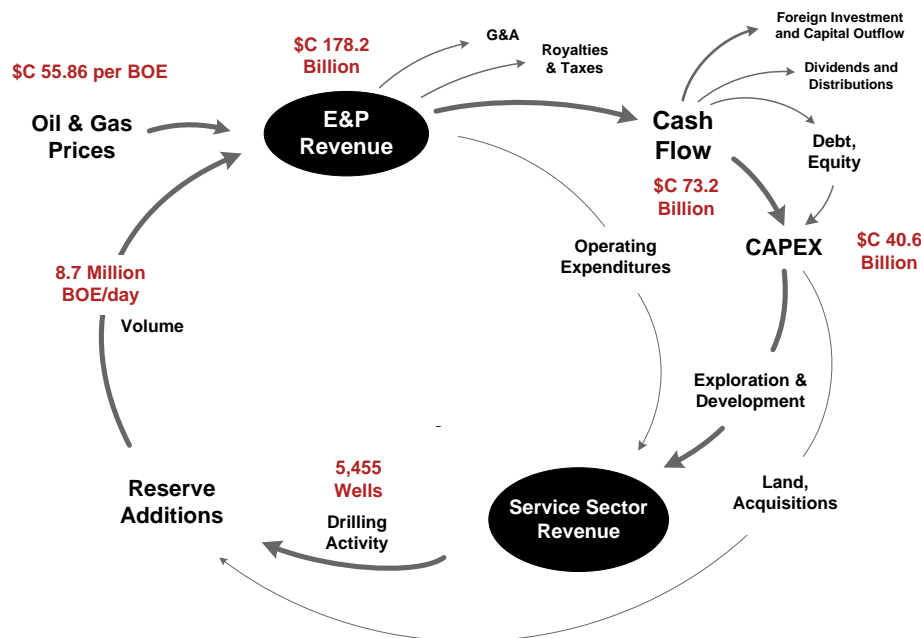 $C 55.86 per BOE
Oil & Gas
Prices
$C 178.2
Billion
E&P
Revenue
G&A
Royalties
& Taxes
Foreign Investment
and Capital Outflow
Dividends and
Distributions
Cash
Flow
Debt,
Equity
$C 73.2
Billion
CAPEX
$C 40.6
Billion
Operating
Expenditures
8.7 Million
BOE/day
Volume
Exploration &
Development
Reserve
Additions
5,455
Wells
Drilling
Activity
Service Sector
Revenue
Land,
Acquisitions